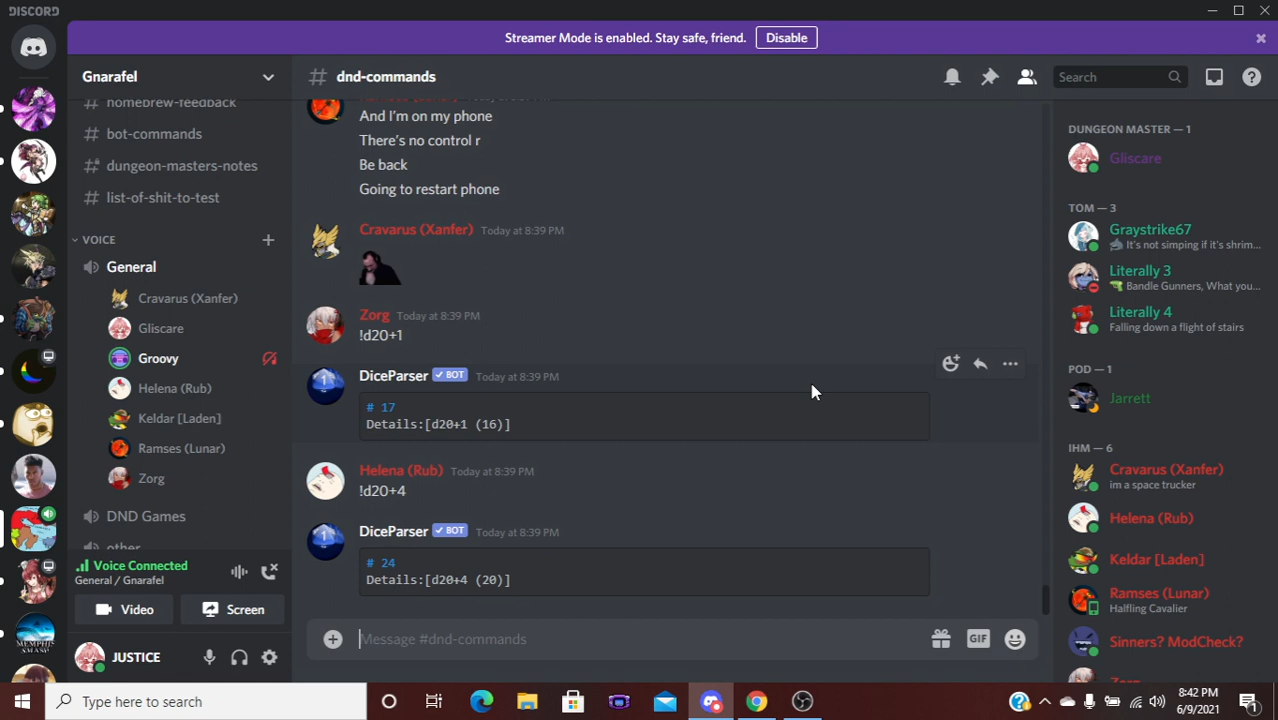 DISCORD
Streamer Mode is enabled. Stay safe, friend.
Disable
Gnarafel
homebrew-feedback
bot-commands
dungeon-masters-notes
list-of-shit-to-test
VOICE
General
Cravarus (Xanfer)
Gliscare
Groovy
Helena (Rub)
Keldar [Laden]
Ramses (Lunar)
Zorg
DND Games
other
Voice Connected
General / Gnarafel
Video
Screen
JUSTICE
# dnd-commands
Search
And I'm on my phone
There's no control r
Be back
Going to restart phone
Cravarus (Xanfer) Today at 8:39 PM
Zorg Today at 8:39 PM
!d20+1
DiceParser BOT Today at 8:39 PM
# 17
Details:[d20+1 (16)]
Helena (Rub) Today at 8:39 PM
!d20+4
DiceParser BOT Today at 8:39 PM
# 24
Details:[d20+4 (20)]
Message #dnd-commands
GIF
DUNGEON MASTER — 1
Gliscare
TOM — 3
Graystrike67
It's not simping if it's shrim...
Literally 3
Bandle Gunners, What you...
Literally 4
Falling down a flight of stairs
POD — 1
Jarrett
IHM — 6
Cravarus (Xanfer)
im a space trucker
Helena (Rub)
Keldar [Laden]
Ramses (Lunar)
Halfling Cavalier
Sinners? ModCheck?
Type here to search
8:42 PM
6/9/2021
1